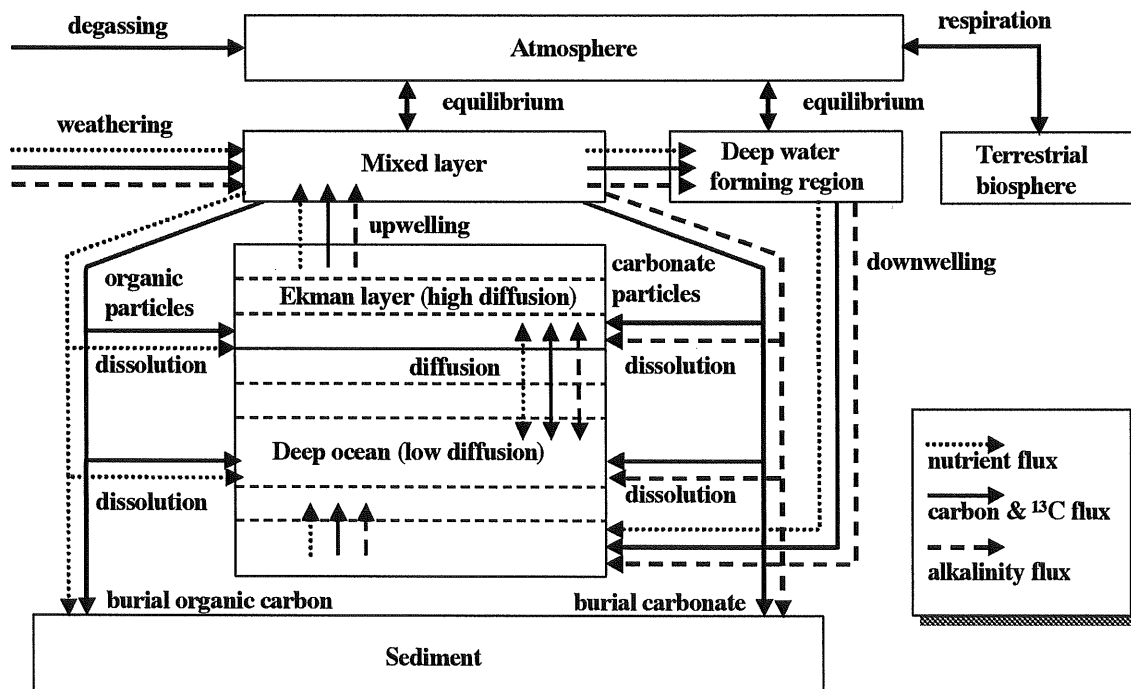 degassing
Atmosphere
respiration
equilibrium
equilibrium
weathering
Mixed layer
Deep water
forming region
Terrestrial
biosphere
upwelling
organic
particles
Ekman layer (high diffusion)
carbonate
particles
downwelling
dissolution
diffusion
dissolution
Deep ocean (low diffusion)
dissolution
dissolution
nutrient flux
carbon & ¹³C flux
alkalinity flux
burial organic carbon
burial carbonate
Sediment